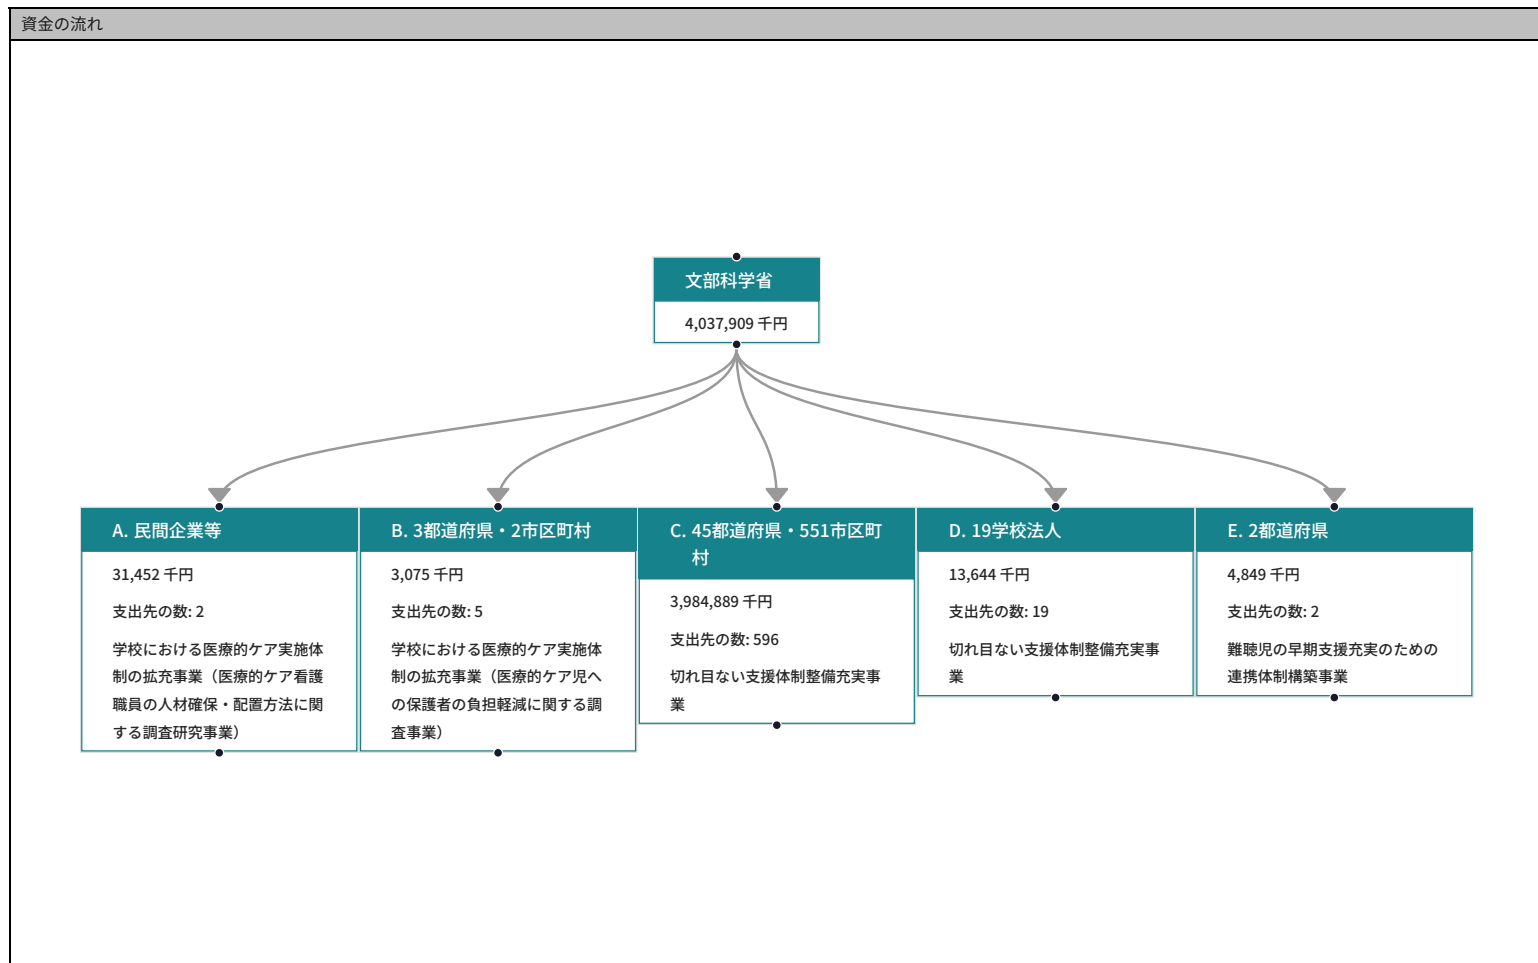 資金の流れ
文部科学省
4,037,909 千円
A. 民間企業等
31,452 千円
支出先の数: 2
学校における医療的ケア実施体
制の拡充事業（医療的ケア看護
職員の人材確保・配置方法に関
する調査研究事業）
B. 3都道府県・2市区町村
3,075 千円
支出先の数: 5
学校における医療的ケア実施体
制の拡充事業（医療的ケア児へ
の保護者の負担軽減に関する調
査事業）
C. 45都道府県・551市区町
村
3,984,889 千円
支出先の数: 596
切れ目ない支援体制整備充実事
業
D. 19学校法人
13,644 千円
支出先の数: 19
切れ目ない支援体制整備充実事
業
E. 2都道府県
4,849 千円
支出先の数: 2
難聴児の早期支援充実のための
連携体制構築事業